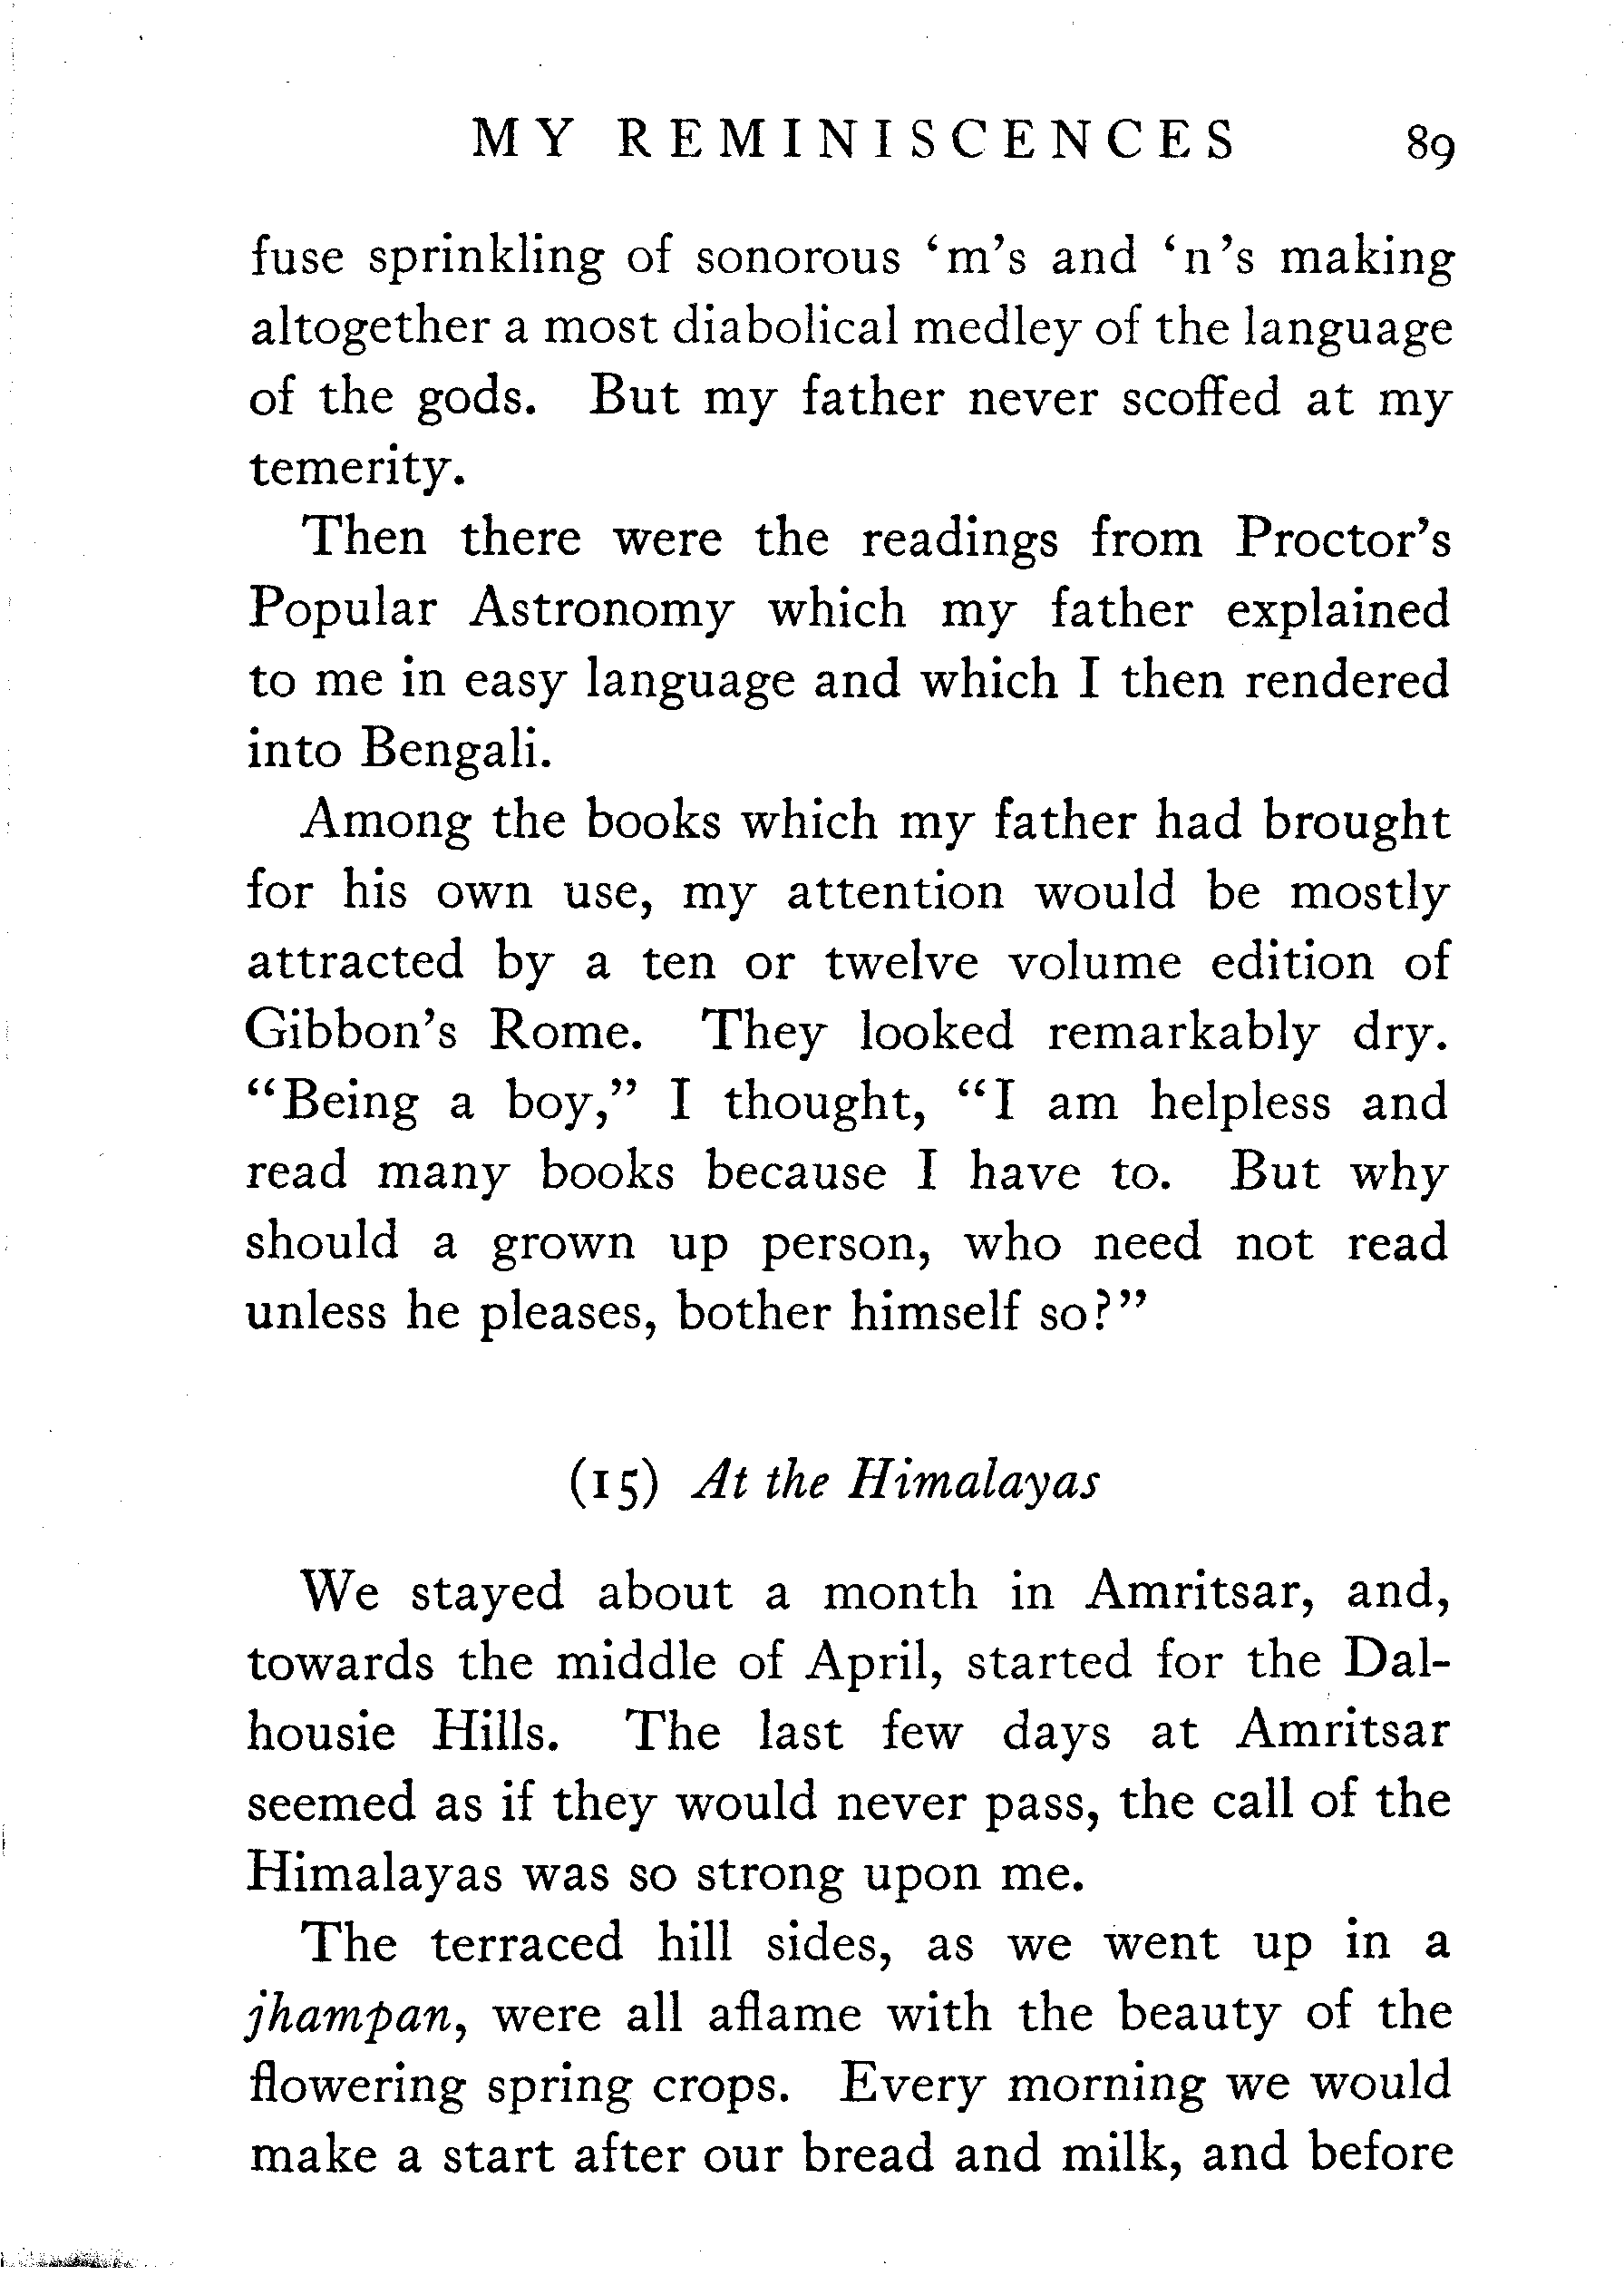 MY REMINISCENCES 89
fuse sprinkling of sonorous ‘m’s and ‘n’s making
altogether a most diabolical medley of the language
of the gods. But my father never scoffed at my
temerity.
Then there were the readings from Proctor’s
Popular Astronomy which my father explained
to me in easy language and which I then rendered
into Bengali.
Among the books which my father had brought
for his own use, my attention would be mostly
attracted by a ten or twelve volume edition of
Gibbon’s Rome. They looked remarkably dry.
“Being a boy,” I thought, “I am helpless and
read many books because I have to. But why
should a grown up person, who need not read
unless he pleases, bother himself so?”
(15) At the Himalayas
We stayed about a month in Amritsar, and,
towards the middle of April, started for the Dal-
housie Hills. The last few days at Amritsar
seemed as if they would never pass, the call of the
Himalayas was so strong upon me.
The terraced hill sides, as we went up in a
jhampan, were all aflame with the beauty of the
flowering spring crops. Every morning we would
make a start after our bread and milk, and before